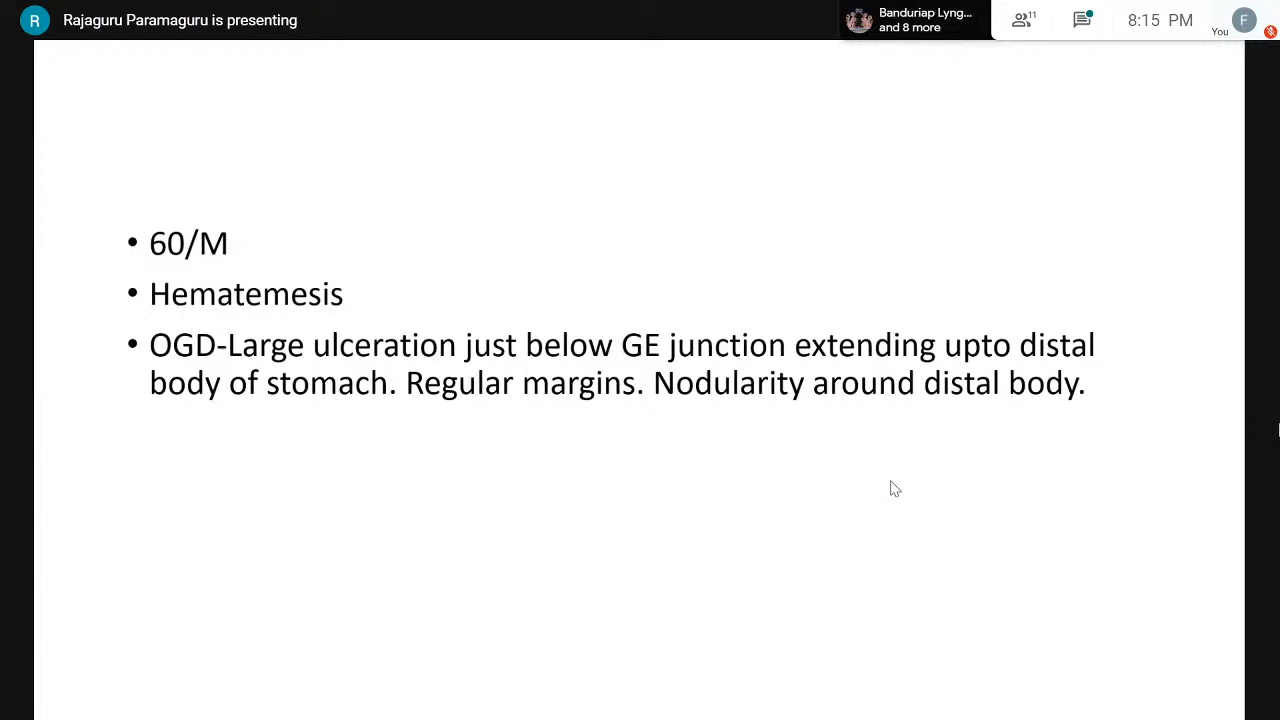 R Rajaguru Paramaguru is presenting
Banduriap Lyng...
and 8 more
11
8:15 PM
You
F
• 60/M
• Hematemesis
• OGD-Large ulceration just below GE junction extending upto distal
body of stomach. Regular margins. Nodularity around distal body.